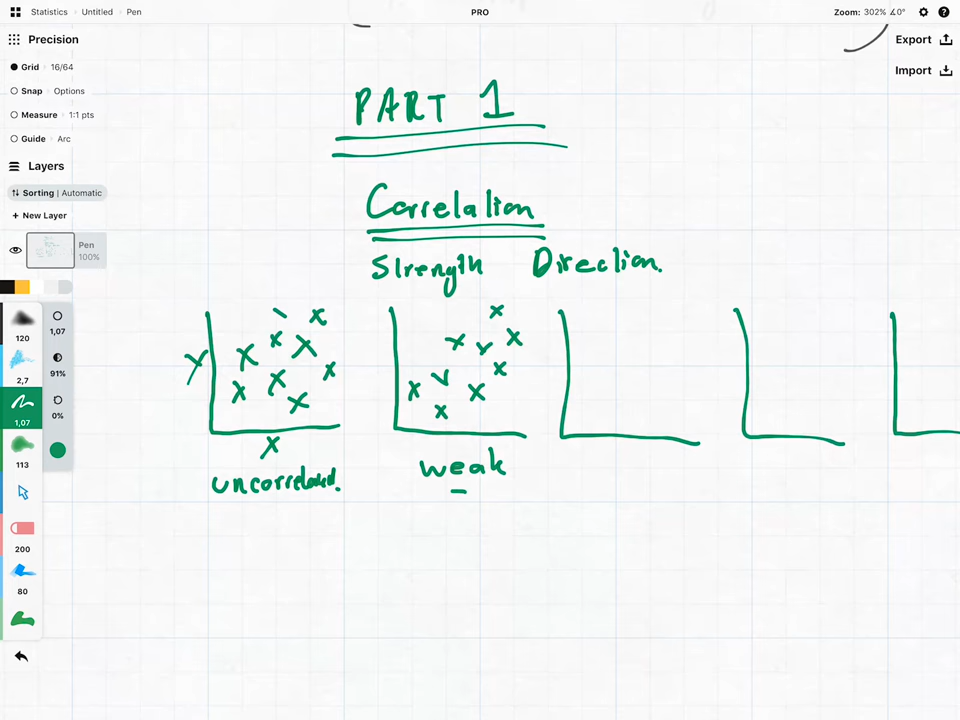 Statistics Untitled Pen PRO Zoom: 302% ∠0°
Precision
Export
Import
Grid 16/64
Snap Options
Measure 1:1 pts
Guide Arc
Layers
Sorting | Automatic
+ New Layer
Pen
100%
120
2,7
1,07
113
200
80
1,07
91%
0%
PART 1
Correlation
Strength Direction.
Y
X
uncorrelated.
weak